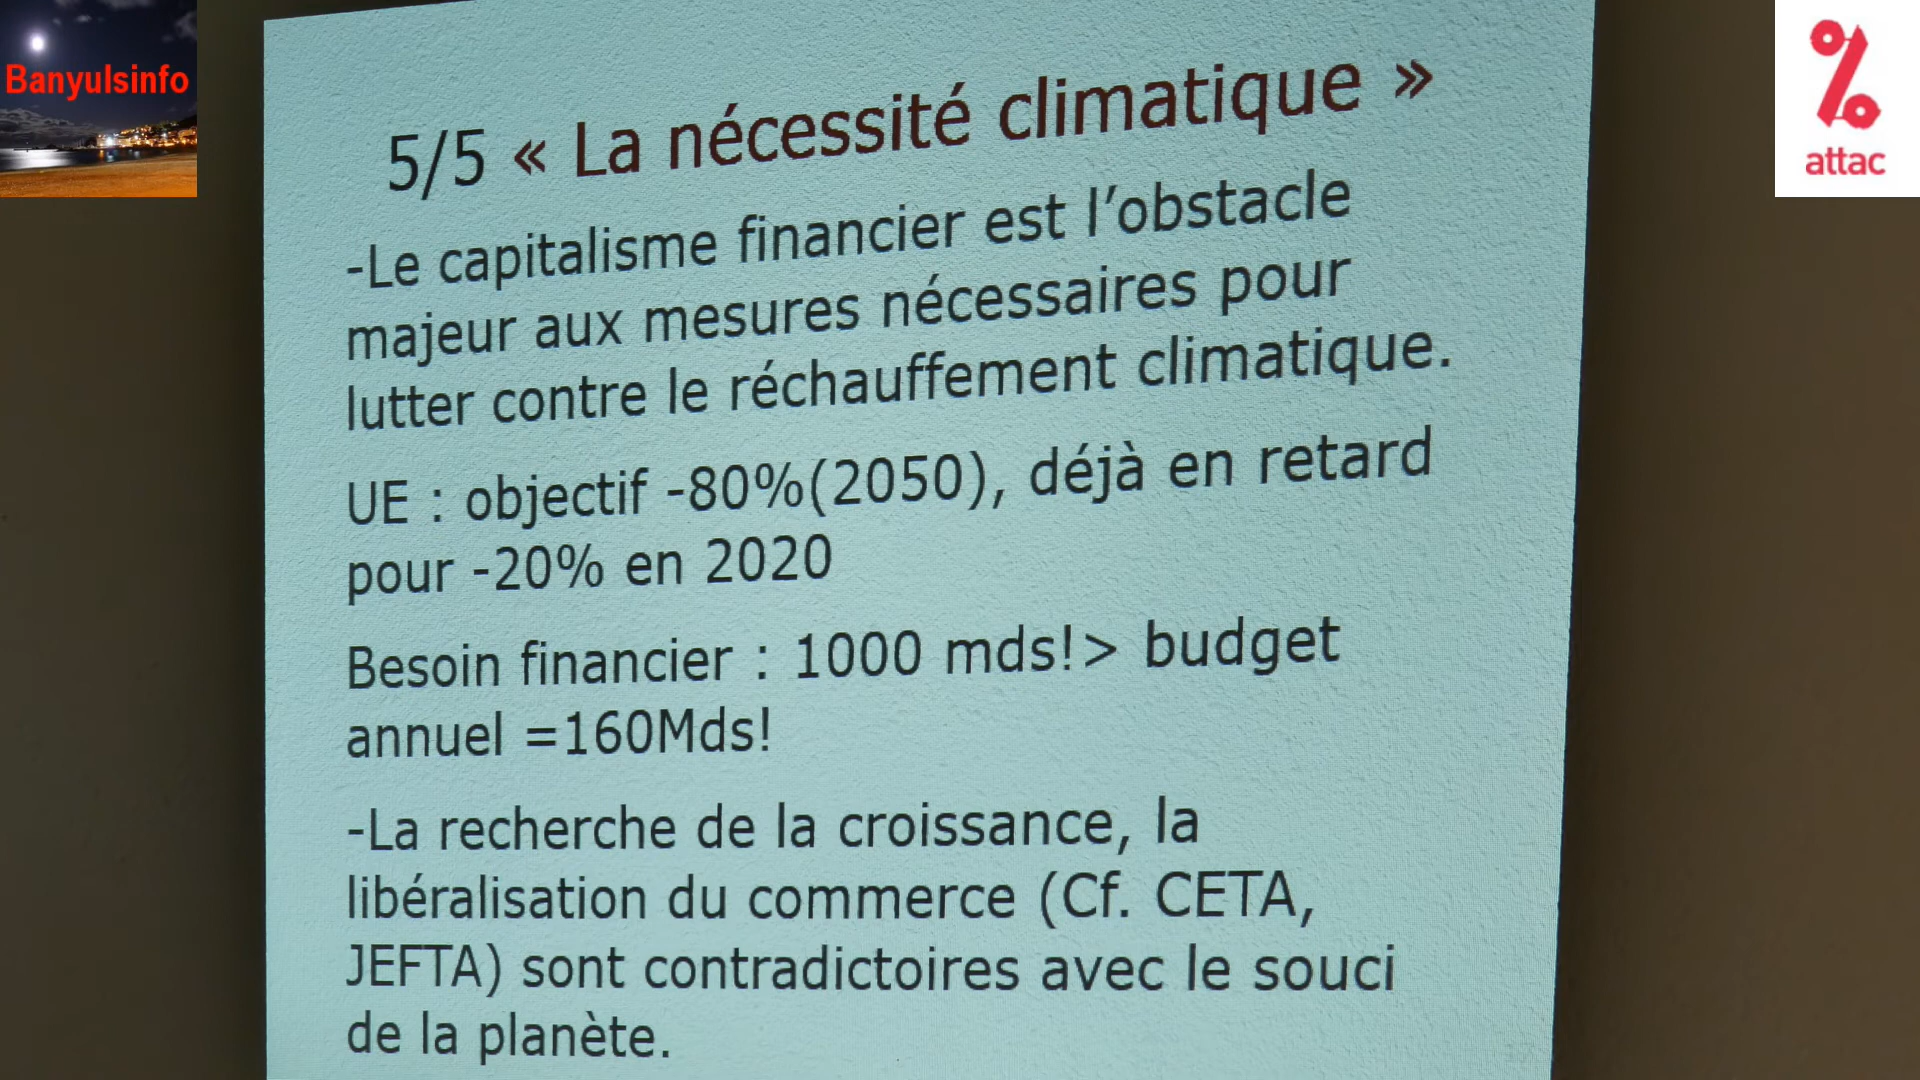 Banyulsinfo
attac
5/5 « La nécessité climatique »
-Le capitalisme financier est l’obstacle
majeur aux mesures nécessaires pour
lutter contre le réchauffement climatique.
UE : objectif -80%(2050), déjà en retard
pour -20% en 2020
Besoin financier : 1000 mds!> budget
annuel =160Mds!
-La recherche de la croissance, la
libéralisation du commerce (Cf. CETA,
JEFTA) sont contradictoires avec le souci
de la planète.